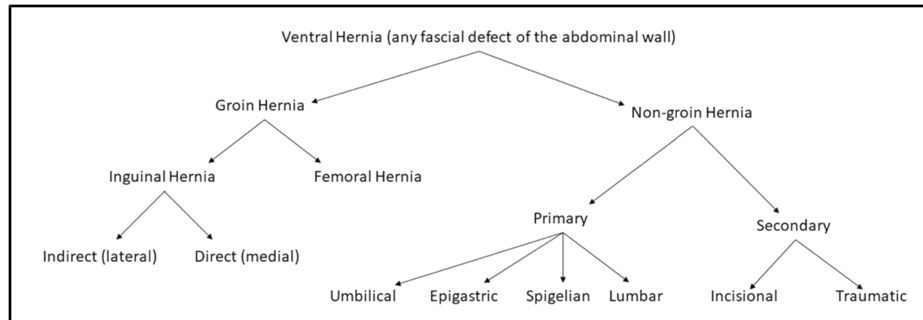 Ventral Hernia (any fascial defect of the abdominal wall)
Groin Hernia
Non-groin Hernia
Inguinal Hernia
Femoral Hernia
Primary
Secondary
Indirect (lateral)
Direct (medial)
Umbilical
Epigastric
Spigelian
Lumbar
Incisional
Traumatic